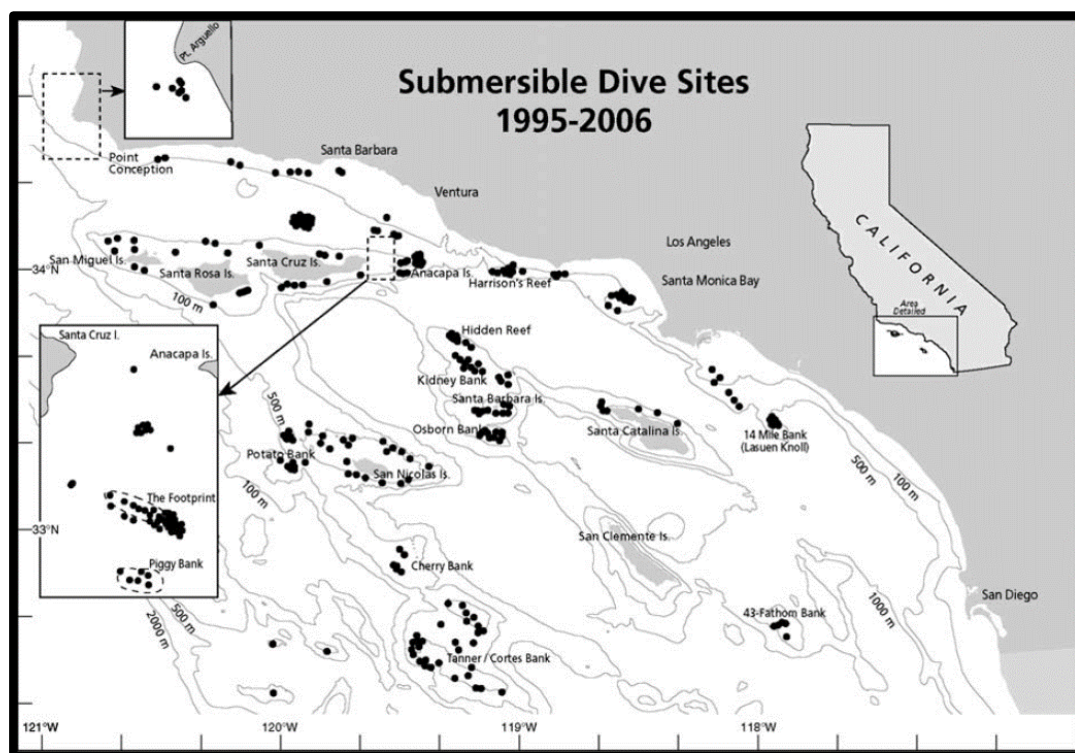 Submersible Dive Sites
1995-2006
Pt. Arguello
Point
Conception
Santa Barbara
Ventura
Los Angeles
Santa Monica Bay
CALIFORNIA
Area
Detailed
34°N
San Miguel Is.
Santa Rosa Is.
Santa Cruz Is.
Anacapa Is.
Harrison's Reef
100 m
Santa Cruz I.
Anacapa Is.
The Footprint
Piggy Bank
Hidden Reef
Kidney Bank
Santa Barbara Is.
Osborn Bank
Santa Catalina Is.
14 Mile Bank
(Lasuen Knoll)
500 m
Potato Bank
San Nicolas Is.
100 m
500 m
100 m
33°N
San Clemente Is.
Cherry Bank
San Diego
43-Fathom Bank
1000 m
500 m
2000 m
Tanner / Cortes Bank
121°W
120°W
119°W
118°W